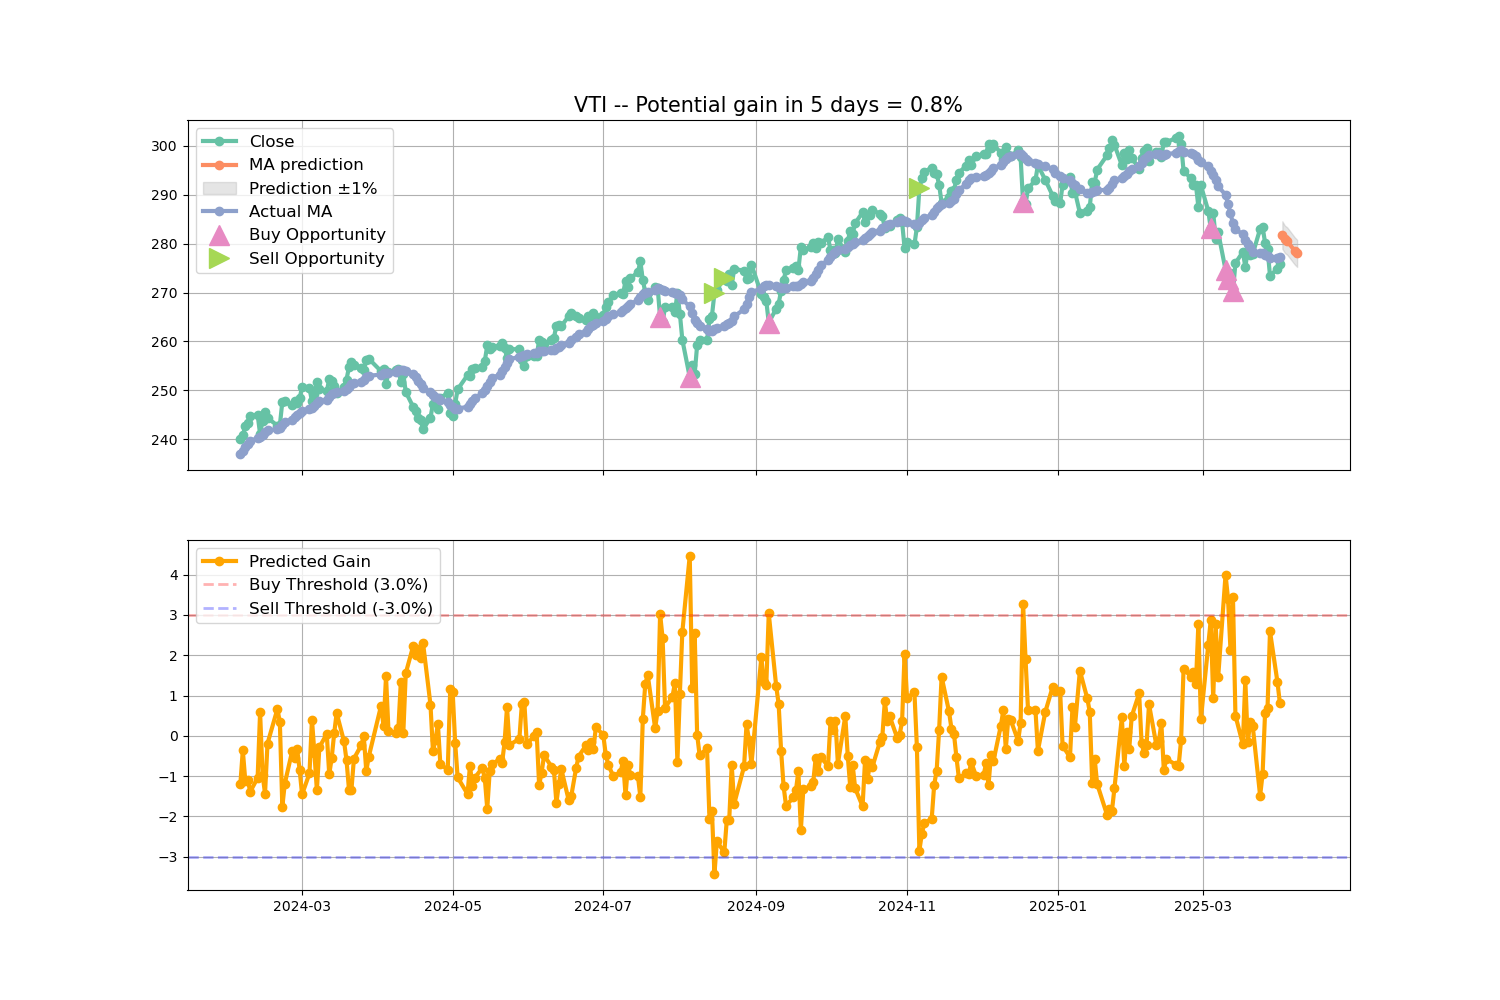 VTI -- Potential gain in 5 days = 0.8%
Close
MA prediction
Prediction ±1%
Actual MA
Buy Opportunity
Sell Opportunity
300
290
280
270
260
250
240
Predicted Gain
Buy Threshold (3.0%)
Sell Threshold (-3.0%)
4
3
2
1
0
−1
−2
−3
2024-03
2024-05
2024-07
2024-09
2024-11
2025-01
2025-03